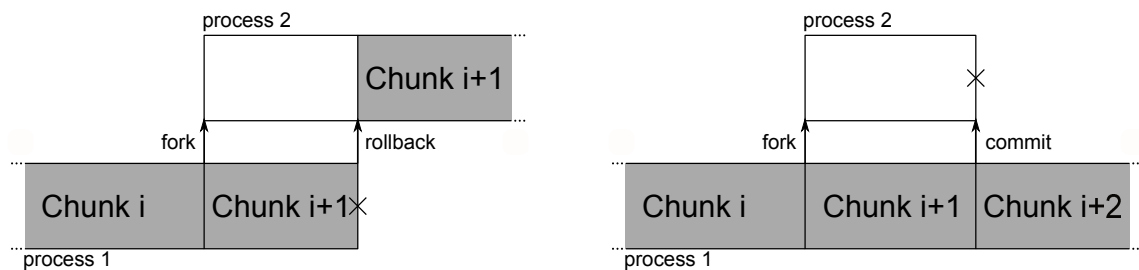 process 2
Chunk i+1
fork
rollback
Chunk i
Chunk i+1
process 1
process 2
fork
commit
Chunk i
Chunk i+1
Chunk i+2
process 1